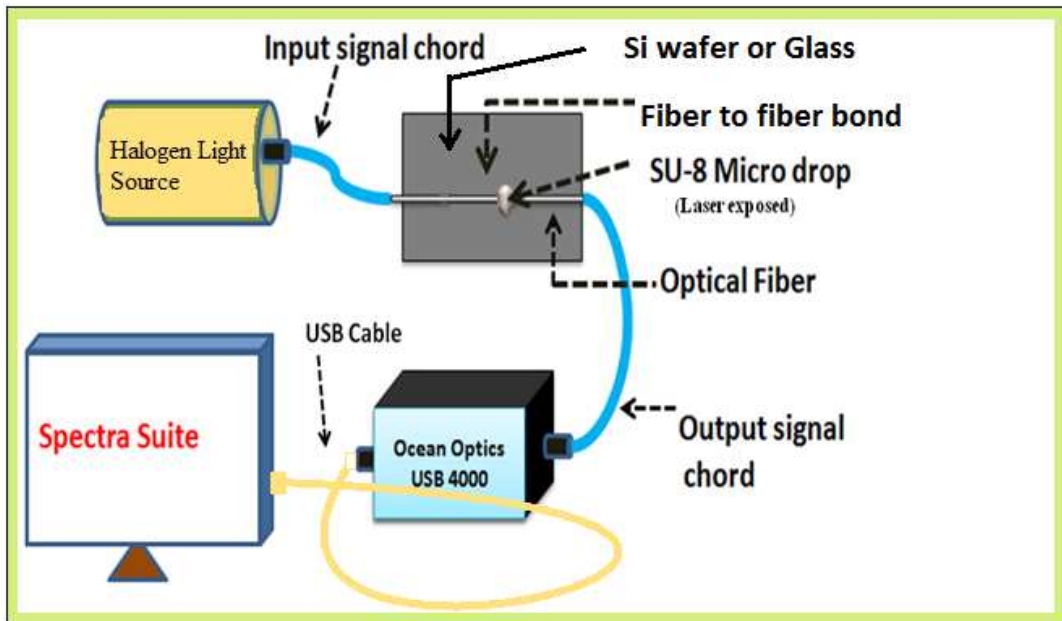 Input signal chord
Si wafer or Glass
Fiber to fiber bond
Halogen Light
Source
SU-8 Micro drop
(Laser exposed)
Optical Fiber
USB Cable
Spectra Suite
Ocean Optics
USB 4000
Output signal
chord